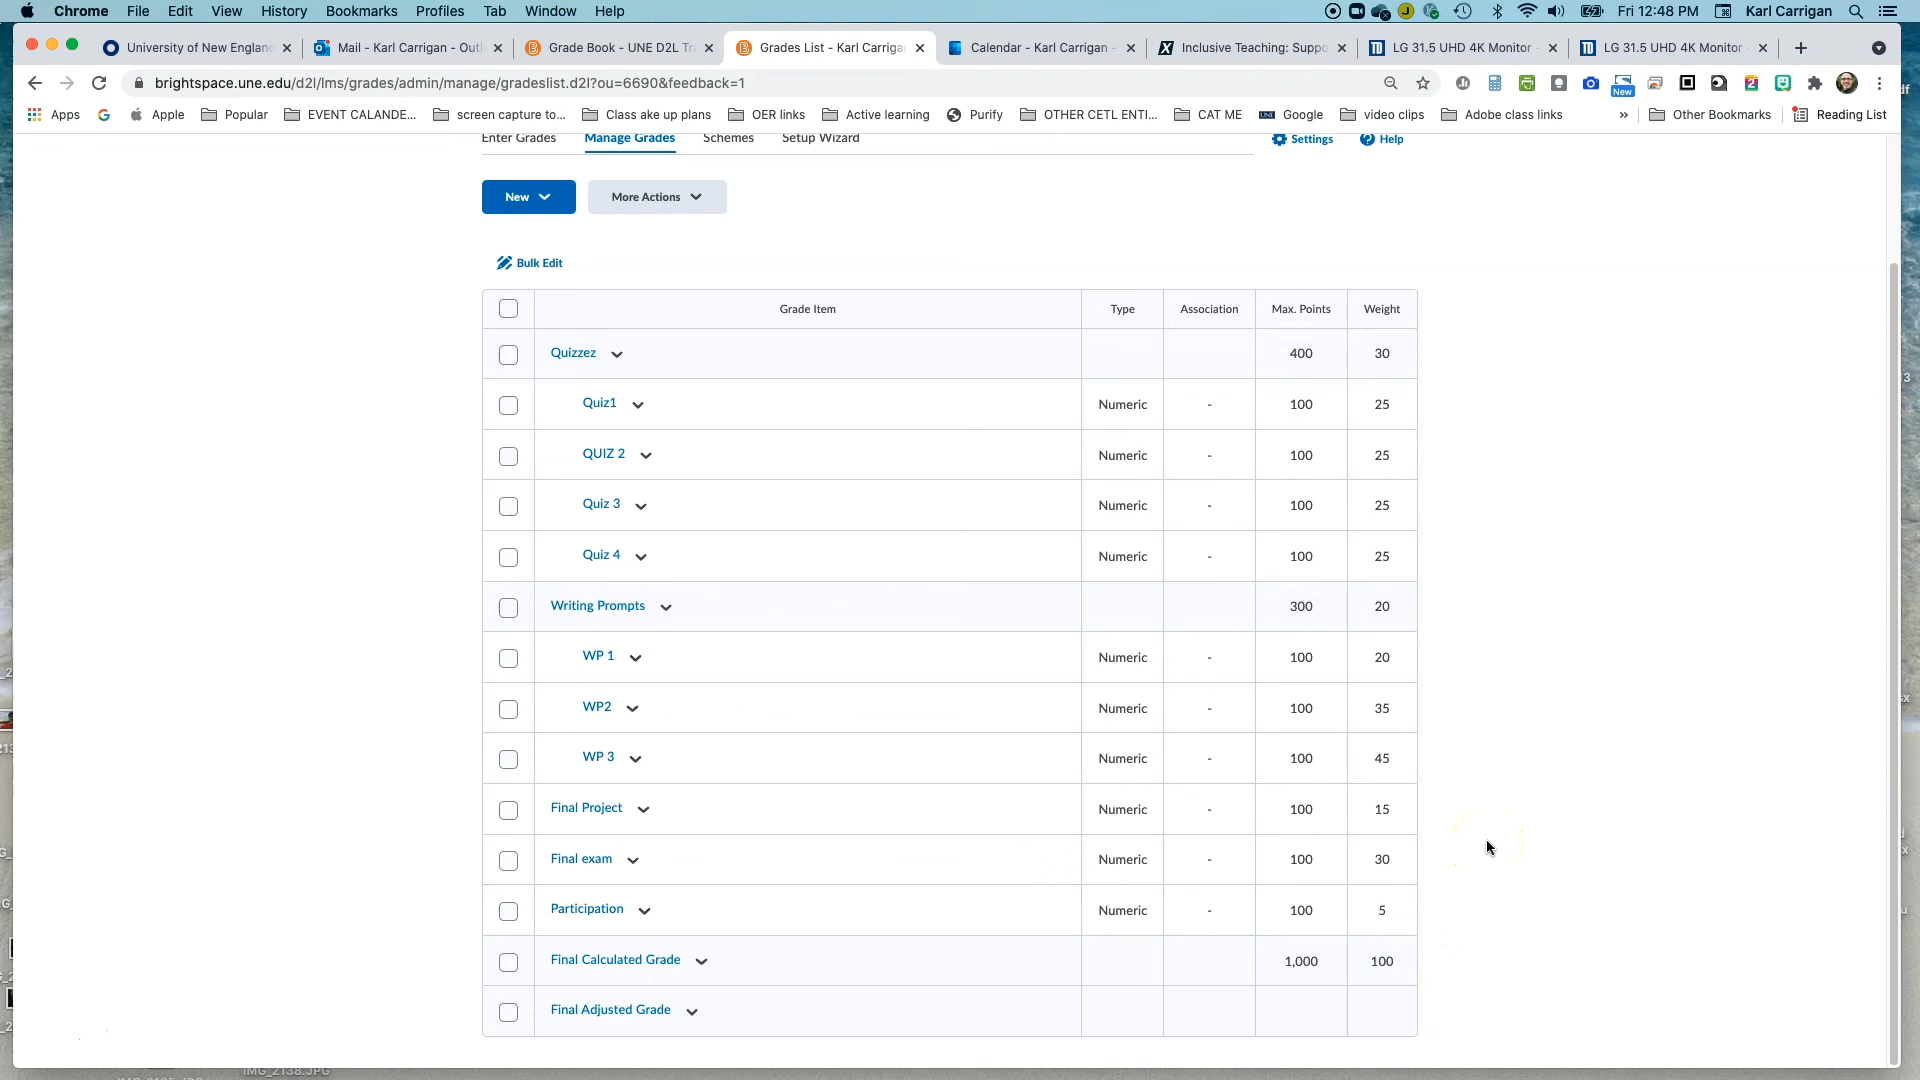 Chrome File Edit View History Bookmarks Profiles Tab Window Help Fri 12:48 PM Karl Carrigan
University of New England Mail - Karl Carrigan - Outl Grade Book - UNE D2L Tr Grades List - Karl Carrigan Calendar - Karl Carrigan - Inclusive Teaching: Suppo LG 31.5 UHD 4K Monitor LG 31.5 UHD 4K Monitor
brightspace.une.edu/d2l/lms/grades/admin/manage/gradeslist.d2l?ou=6690&feedback=1 New
Apps Apple Popular EVENT CALANDE... screen capture to... Class ake up plans OER links Active learning Purify OTHER CETL ENTI... CAT ME UNE Google video clips Adobe class links » Other Bookmarks Reading List
Enter Grades Manage Grades Schemes Setup Wizard Settings Help
New More Actions
Bulk Edit
Grade Item Type Association Max. Points Weight
Quizzez 400 30
Quiz1 Numeric - 100 25
QUIZ 2 Numeric - 100 25
Quiz 3 Numeric - 100 25
Quiz 4 Numeric - 100 25
Writing Prompts 300 20
WP 1 Numeric - 100 20
WP2 Numeric - 100 35
WP 3 Numeric - 100 45
Final Project Numeric - 100 15
Final exam Numeric - 100 30
Participation Numeric - 100 5
Final Calculated Grade 1,000 100
Final Adjusted Grade
IMG_2138.JPG